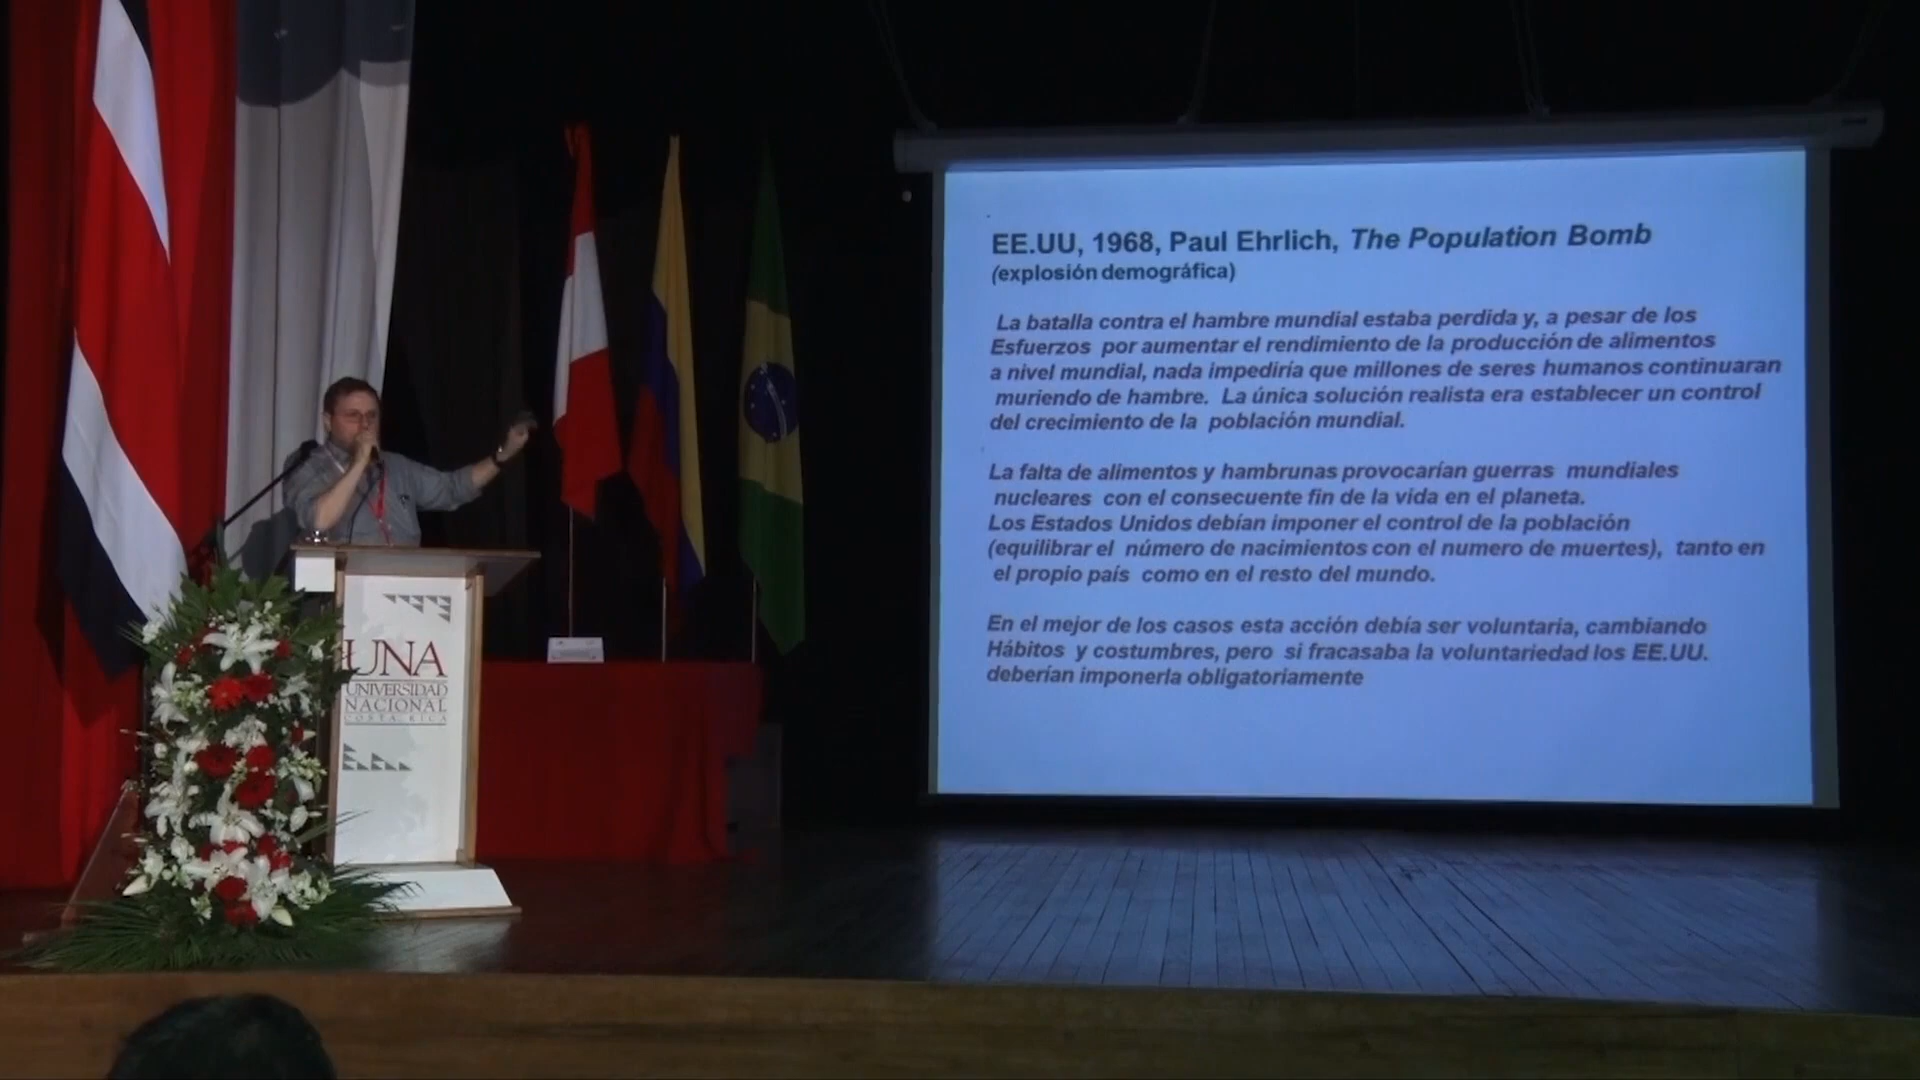 EE.UU, 1968, Paul Ehrlich, The Population Bomb
(explosión demográfica)
La batalla contra el hambre mundial estaba perdida y, a pesar de los
Esfuerzos por aumentar el rendimiento de la producción de alimentos
a nivel mundial, nada impediría que millones de seres humanos continuaran
muriendo de hambre. La única solución realista era establecer un control
del crecimiento de la población mundial.
La falta de alimentos y hambrunas provocarían guerras mundiales
nucleares con el consecuente fin de la vida en el planeta.
Los Estados Unidos debían imponer el control de la población
(equilibrar el número de nacimientos con el numero de muertes), tanto en
el propio país como en el resto del mundo.
En el mejor de los casos esta acción debía ser voluntaria, cambiando
Hábitos y costumbres, pero si fracasaba la voluntariedad los EE.UU.
deberían imponerla obligatoriamente
UNA
UNIVERSIDAD
NACIONAL
COSTA RICA